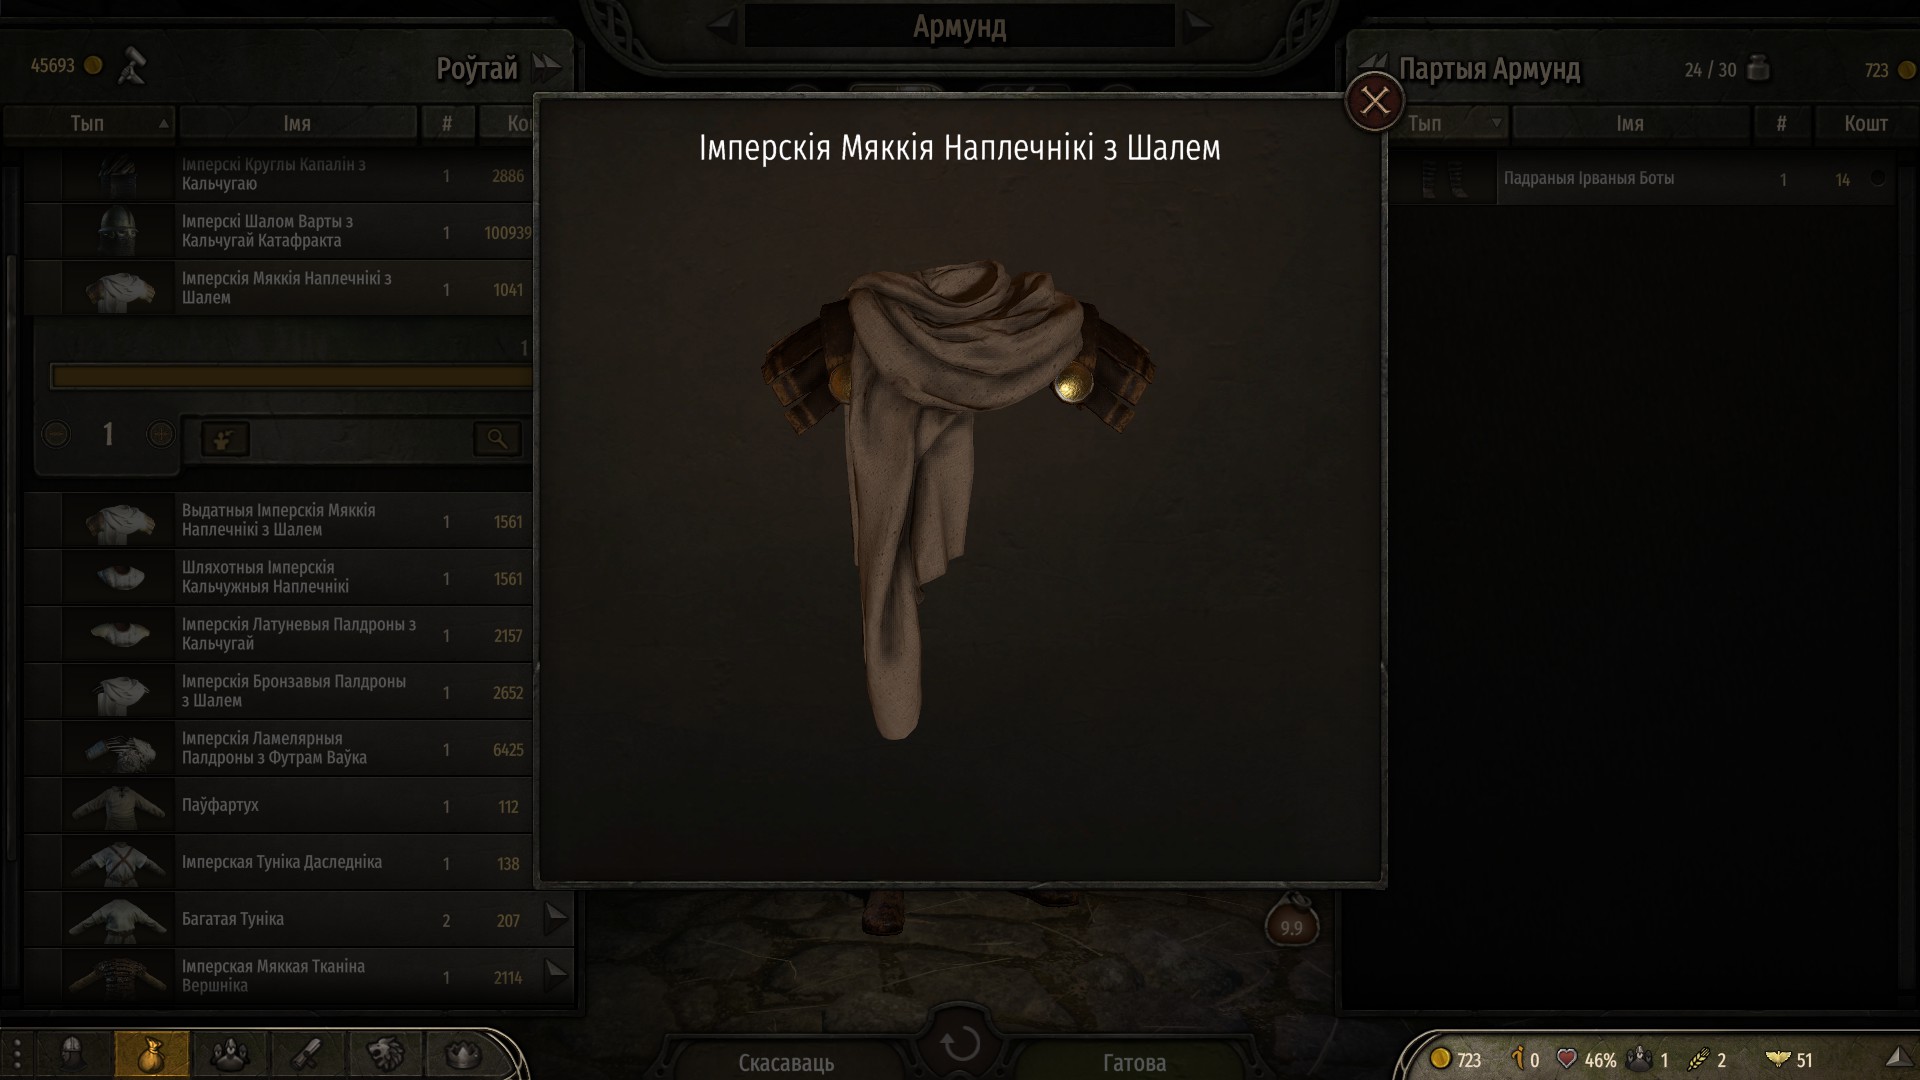 Армунд
45693
Роўтай
Партыя Армунд
24 / 30
723
Тып
Імя
#
Ко
Тып
Імя
#
Кошт
Імперскі Круглы Капалін з
Кальчугаю
1
2886
Імперскі Шалом Варты з
Кальчугай Катафракта
1
100939
Імперскія Мяккія Наплечнікі з
Шалем
1
1041
1
1
Выдатныя Імперскія Мяккія
Наплечнікі з Шалем
1
1561
Шляхотныя Імперскія
Кальчужныя Наплечнікі
1
1561
Імперскія Латуневыя Палдроны з
Кальчугай
1
2157
Імперскія Бронзавыя Палдроны
з Шалем
1
2652
Імперскія Ламелярныя
Палдроны з Футрам Ваўка
1
6425
Паўфартух
1
112
Імперская Туніка Даследніка
1
138
Багатая Туніка
2
207
Імперская Мяккая Тканіна
Вершніка
1
2114
Імперскія Мяккія Наплечнікі з Шалем
Падраныя Ірваныя Боты
1
14
9.9
Скасаваць
Гатова
723
0
46%
1
2
51